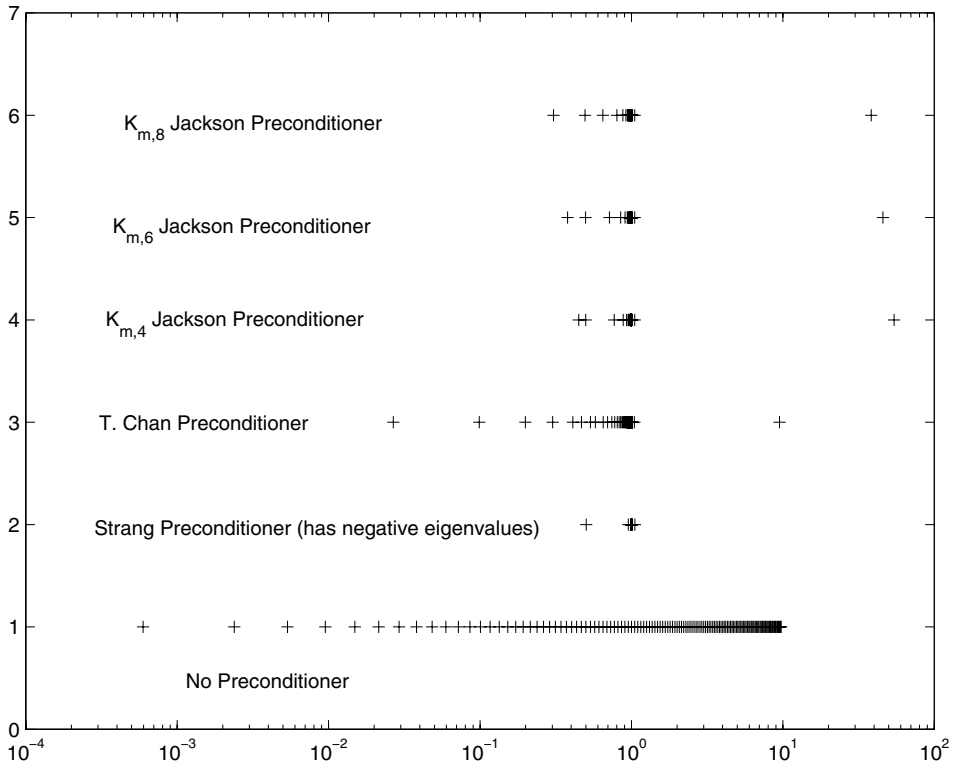 7
6
K_{m,8} Jackson Preconditioner
5
K_{m,6} Jackson Preconditioner
4
K_{m,4} Jackson Preconditioner
3
T. Chan Preconditioner
2
Strang Preconditioner (has negative eigenvalues)
1
No Preconditioner
0
10^{-4} 10^{-3} 10^{-2} 10^{-1} 10^{0} 10^{1} 10^{2}